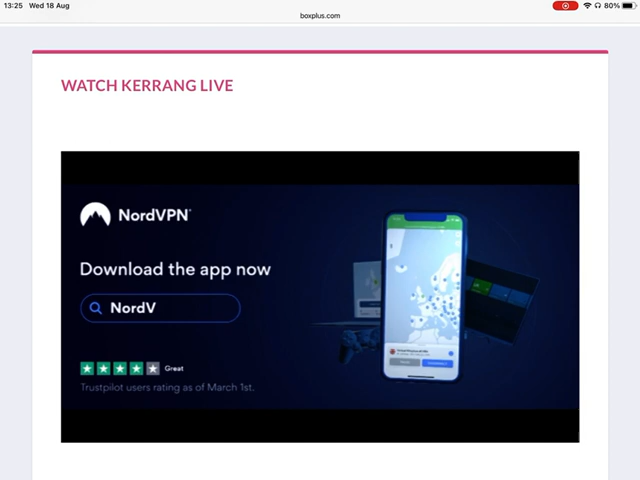 13:25 Wed 18 Aug
80%
boxplus.com
WATCH KERRANG LIVE
NordVPN®
Download the app now
NordV
Great
Trustpilot users rating as of March 1st.